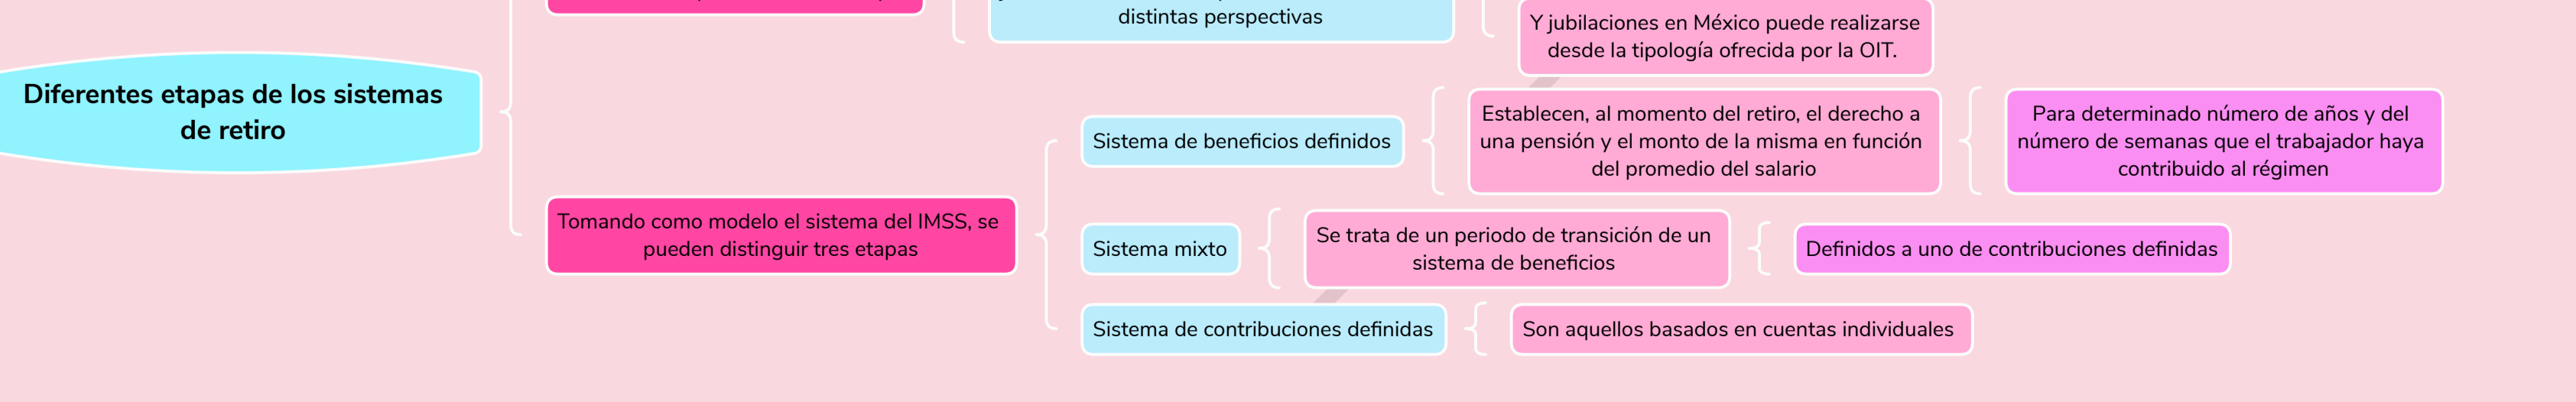 distintas perspectivas
Y jubilaciones en México puede realizarse
desde la tipología ofrecida por la OIT.
Diferentes etapas de los sistemas
de retiro
Tomando como modelo el sistema del IMSS, se
pueden distinguir tres etapas
Sistema de beneficios definidos
Establecen, al momento del retiro, el derecho a
una pensión y el monto de la misma en función
del promedio del salario
Para determinado número de años y del
número de semanas que el trabajador haya
contribuido al régimen
Sistema mixto
Se trata de un periodo de transición de un
sistema de beneficios
Definidos a uno de contribuciones definidas
Sistema de contribuciones definidas
Son aquellos basados en cuentas individuales